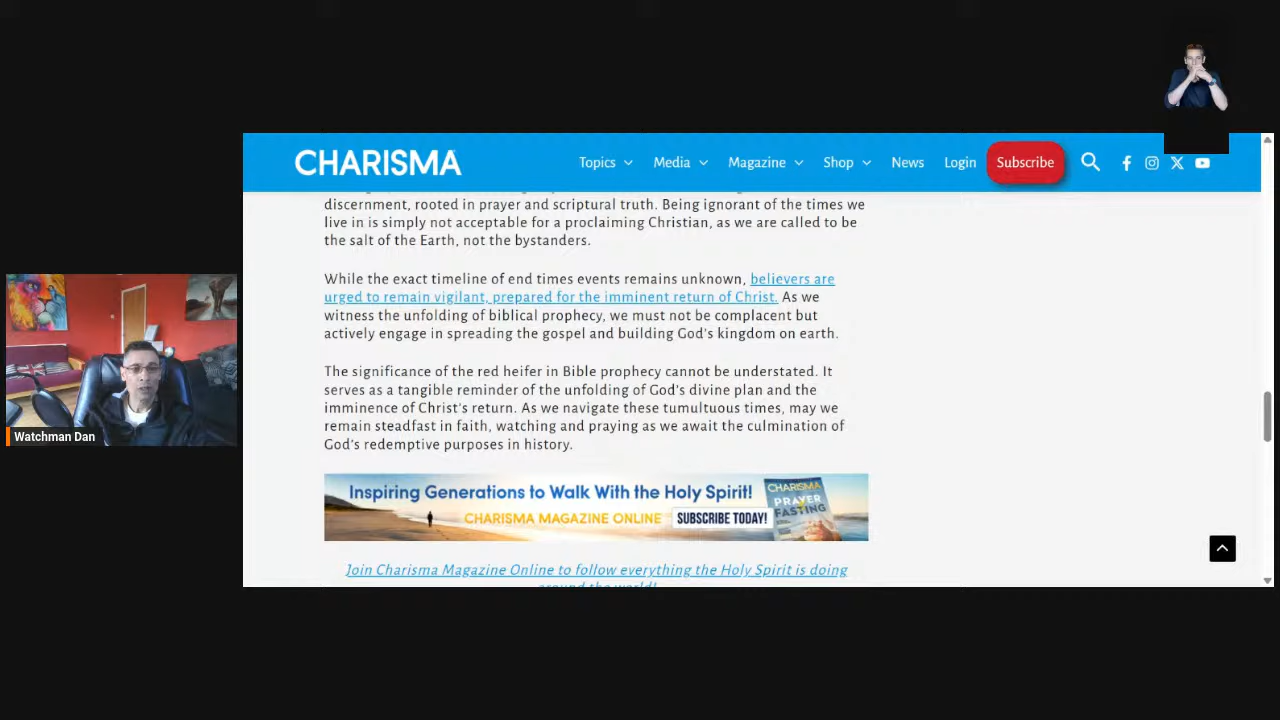 CHARISMA
Topics
Media
Magazine
Shop
News
Login
Subscribe
discernment, rooted in prayer and scriptural truth. Being ignorant of the times we
live in is simply not acceptable for a proclaiming Christian, as we are called to be
the salt of the Earth, not the bystanders.
While the exact timeline of end times events remains unknown, believers are
urged to remain vigilant, prepared for the imminent return of Christ. As we
witness the unfolding of biblical prophecy, we must not be complacent but
actively engage in spreading the gospel and building God's kingdom on earth.
The significance of the red heifer in Bible prophecy cannot be understated. It
serves as a tangible reminder of the unfolding of God's divine plan and the
imminence of Christ's return. As we navigate these tumultuous times, may we
remain steadfast in faith, watching and praying as we await the culmination of
God's redemptive purposes in history.
Inspiring Generations to Walk With the Holy Spirit!
CHARISMA MAGAZINE ONLINE
SUBSCRIBE TODAY!
CHARISMA
PRAYER
FASTING
Join Charisma Magazine Online to follow everything the Holy Spirit is doing
around the world!
Watchman Dan